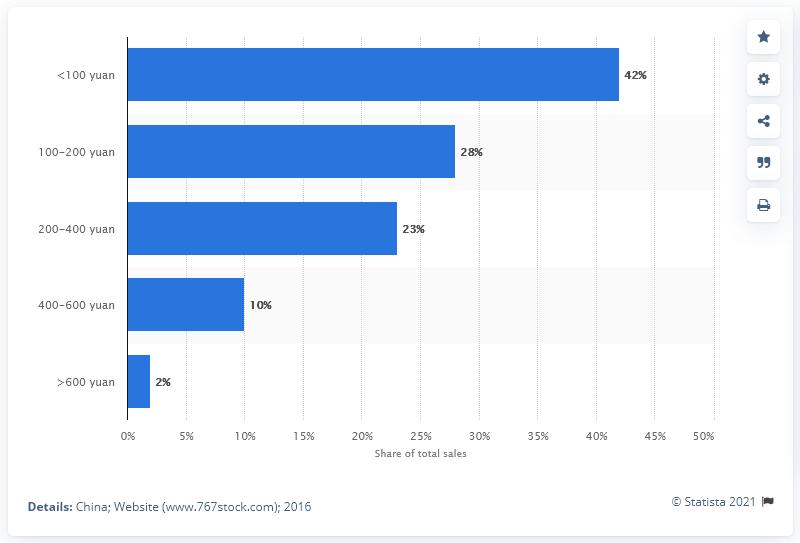 <100 yuan
42%
100–200 yuan
28%
200–400 yuan
23%
400–600 yuan
10%
>600 yuan
2%
0% 5% 10% 15% 20% 25% 30% 35% 40% 45% 50%
Share of total sales
Details: China; Website (www.767stock.com); 2016
© Statista 2021